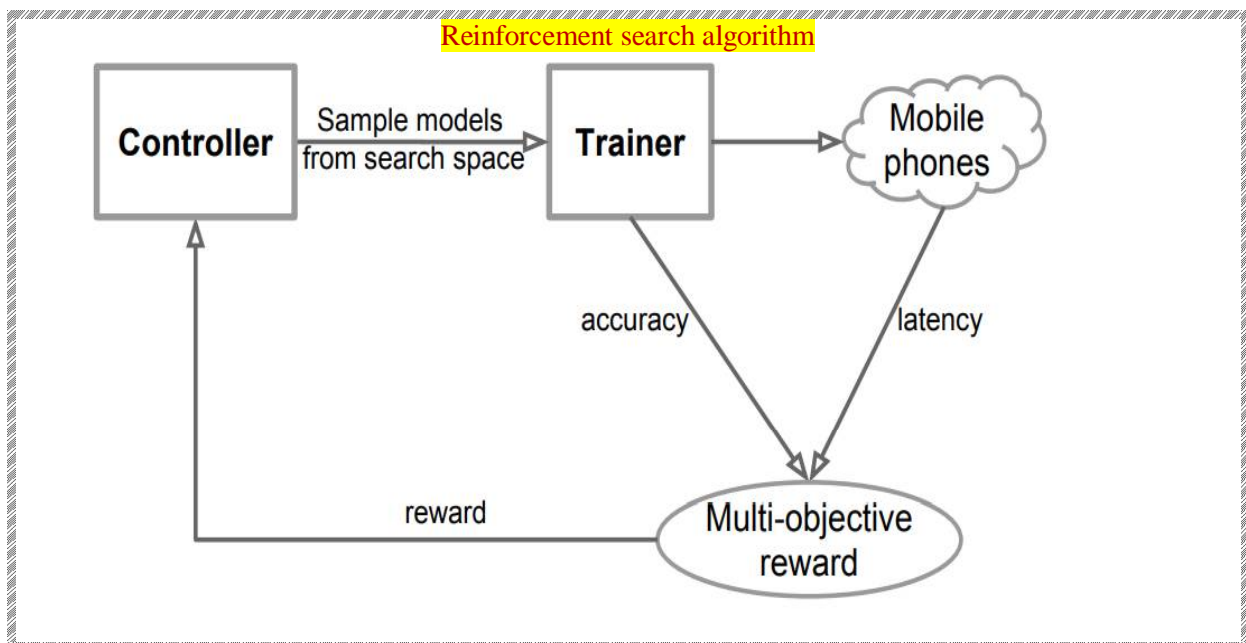 Reinforcement search algorithm
Controller
Sample models
from search space
Trainer
Mobile
phones
accuracy
latency
reward
Multi-objective
reward